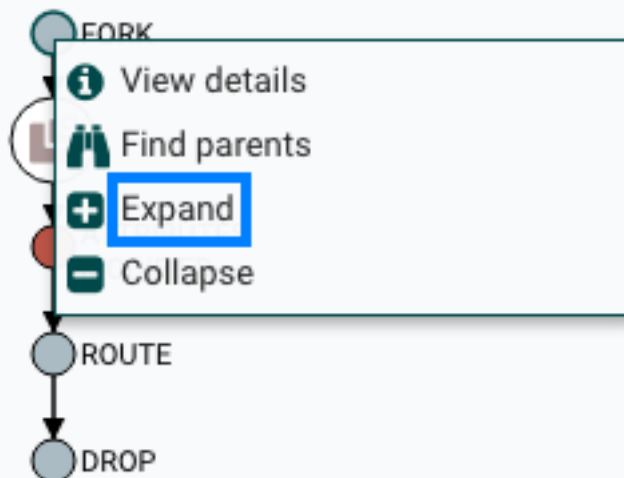 FORK
View details
Find parents
Expand
Collapse
ROUTE
DROP